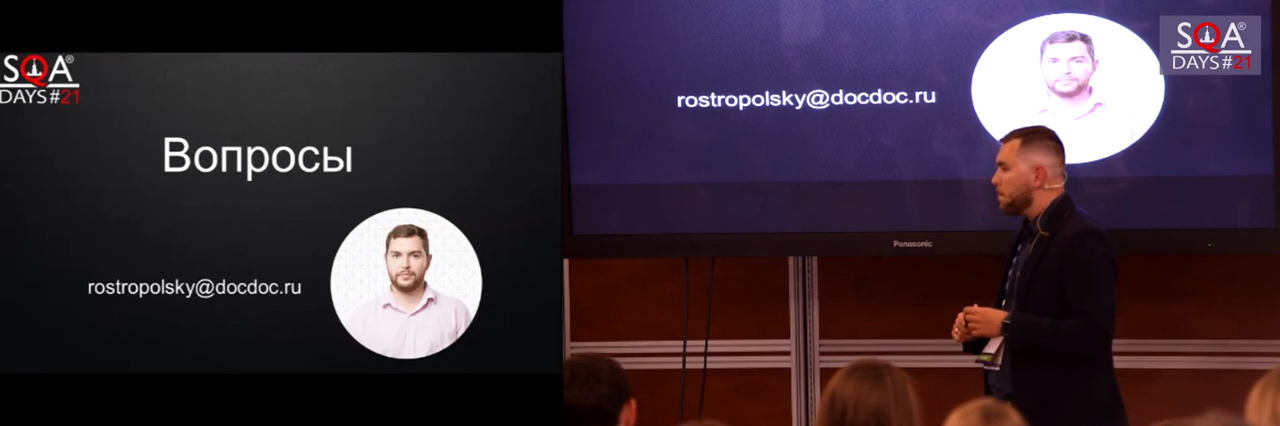 SQA®
DAYS#21
Вопросы
rostropolsky@docdoc.ru
rostropolsky@docdoc.ru
SQA®
DAYS#21
Panasonic